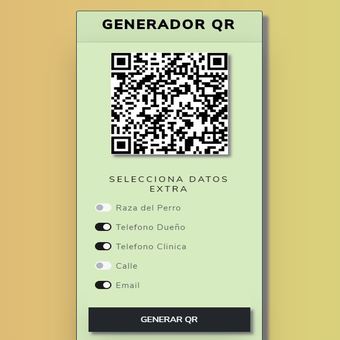 GENERADOR QR
SELECCIONA DATOS
EXTRA
Raza del Perro
Telefono Dueño
Telefono Clinica
Calle
Email
GENERAR QR